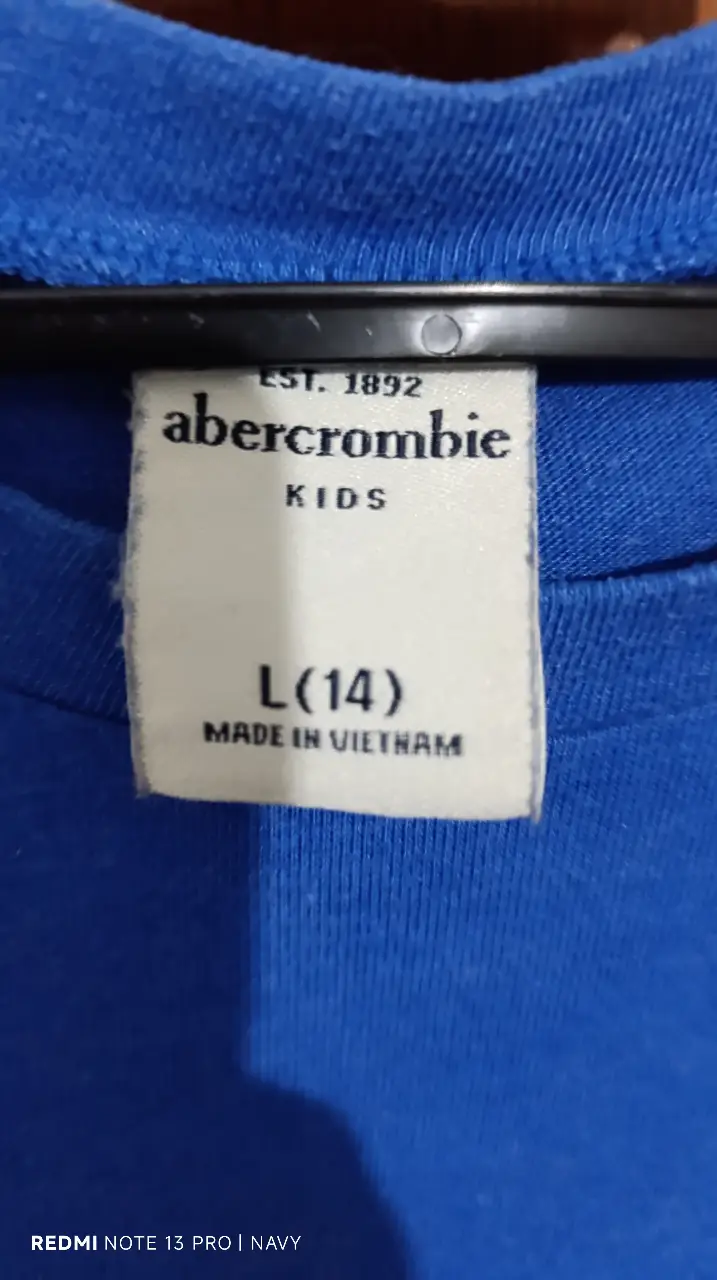 EST. 1892
abercrombie
KIDS
L(14)
MADE IN VIETNAM
REDMI NOTE 13 PRO | NAVY